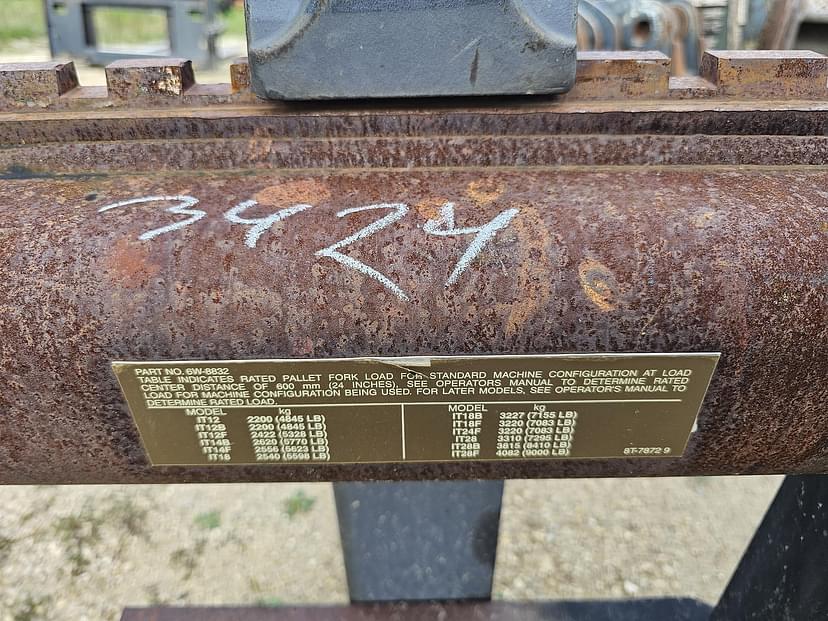 3424
PART NO. 6W-8832
TABLE INDICATES RATED PALLET FORK LOAD FOR STANDARD MACHINE CONFIGURATION AT LOAD
CENTER DISTANCE OF 600 mm (24 INCHES), SEE OPERATORS MANUAL TO DETERMINE RATED
LOAD FOR MACHINE CONFIGURATION BEING USED. FOR LATER MODELS, SEE OPERATOR'S MANUAL TO
DETERMINE RATED LOAD.
MODEL kg
IT12 2200 (4845 LB)
IT12B 2200 (4845 LB)
IT12F 2422 (5328 LB)
IT14B 2620 (5770 LB)
IT14F 2556 (5623 LB)
IT18 2540 (5598 LB)
MODEL kg
IT18B 3227 (7155 LB)
IT18F 3220 (7083 LB)
IT24F 3220 (7083 LB)
IT28 3310 (7295 LB)
IT28B 3815 (8410 LB)
IT28F 4082 (9000 LB)
8T-7872 9